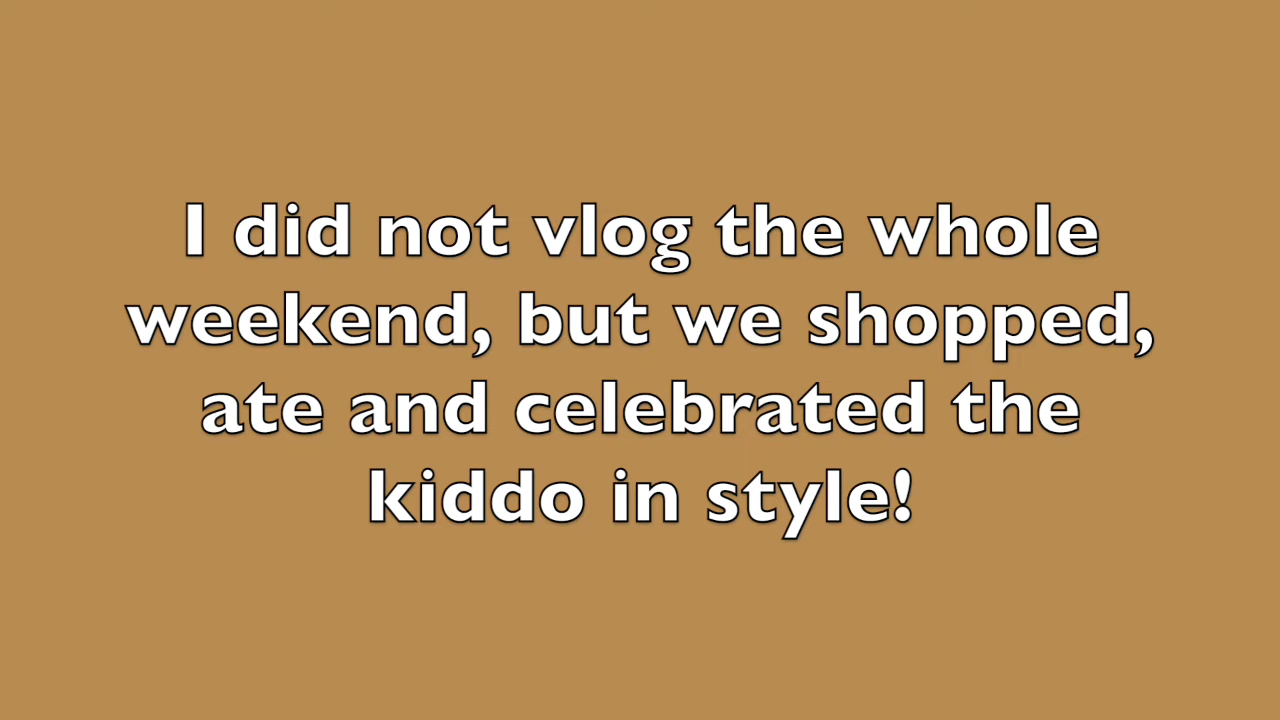 I did not vlog the whole
weekend, but we shopped,
ate and celebrated the
kiddo in style!